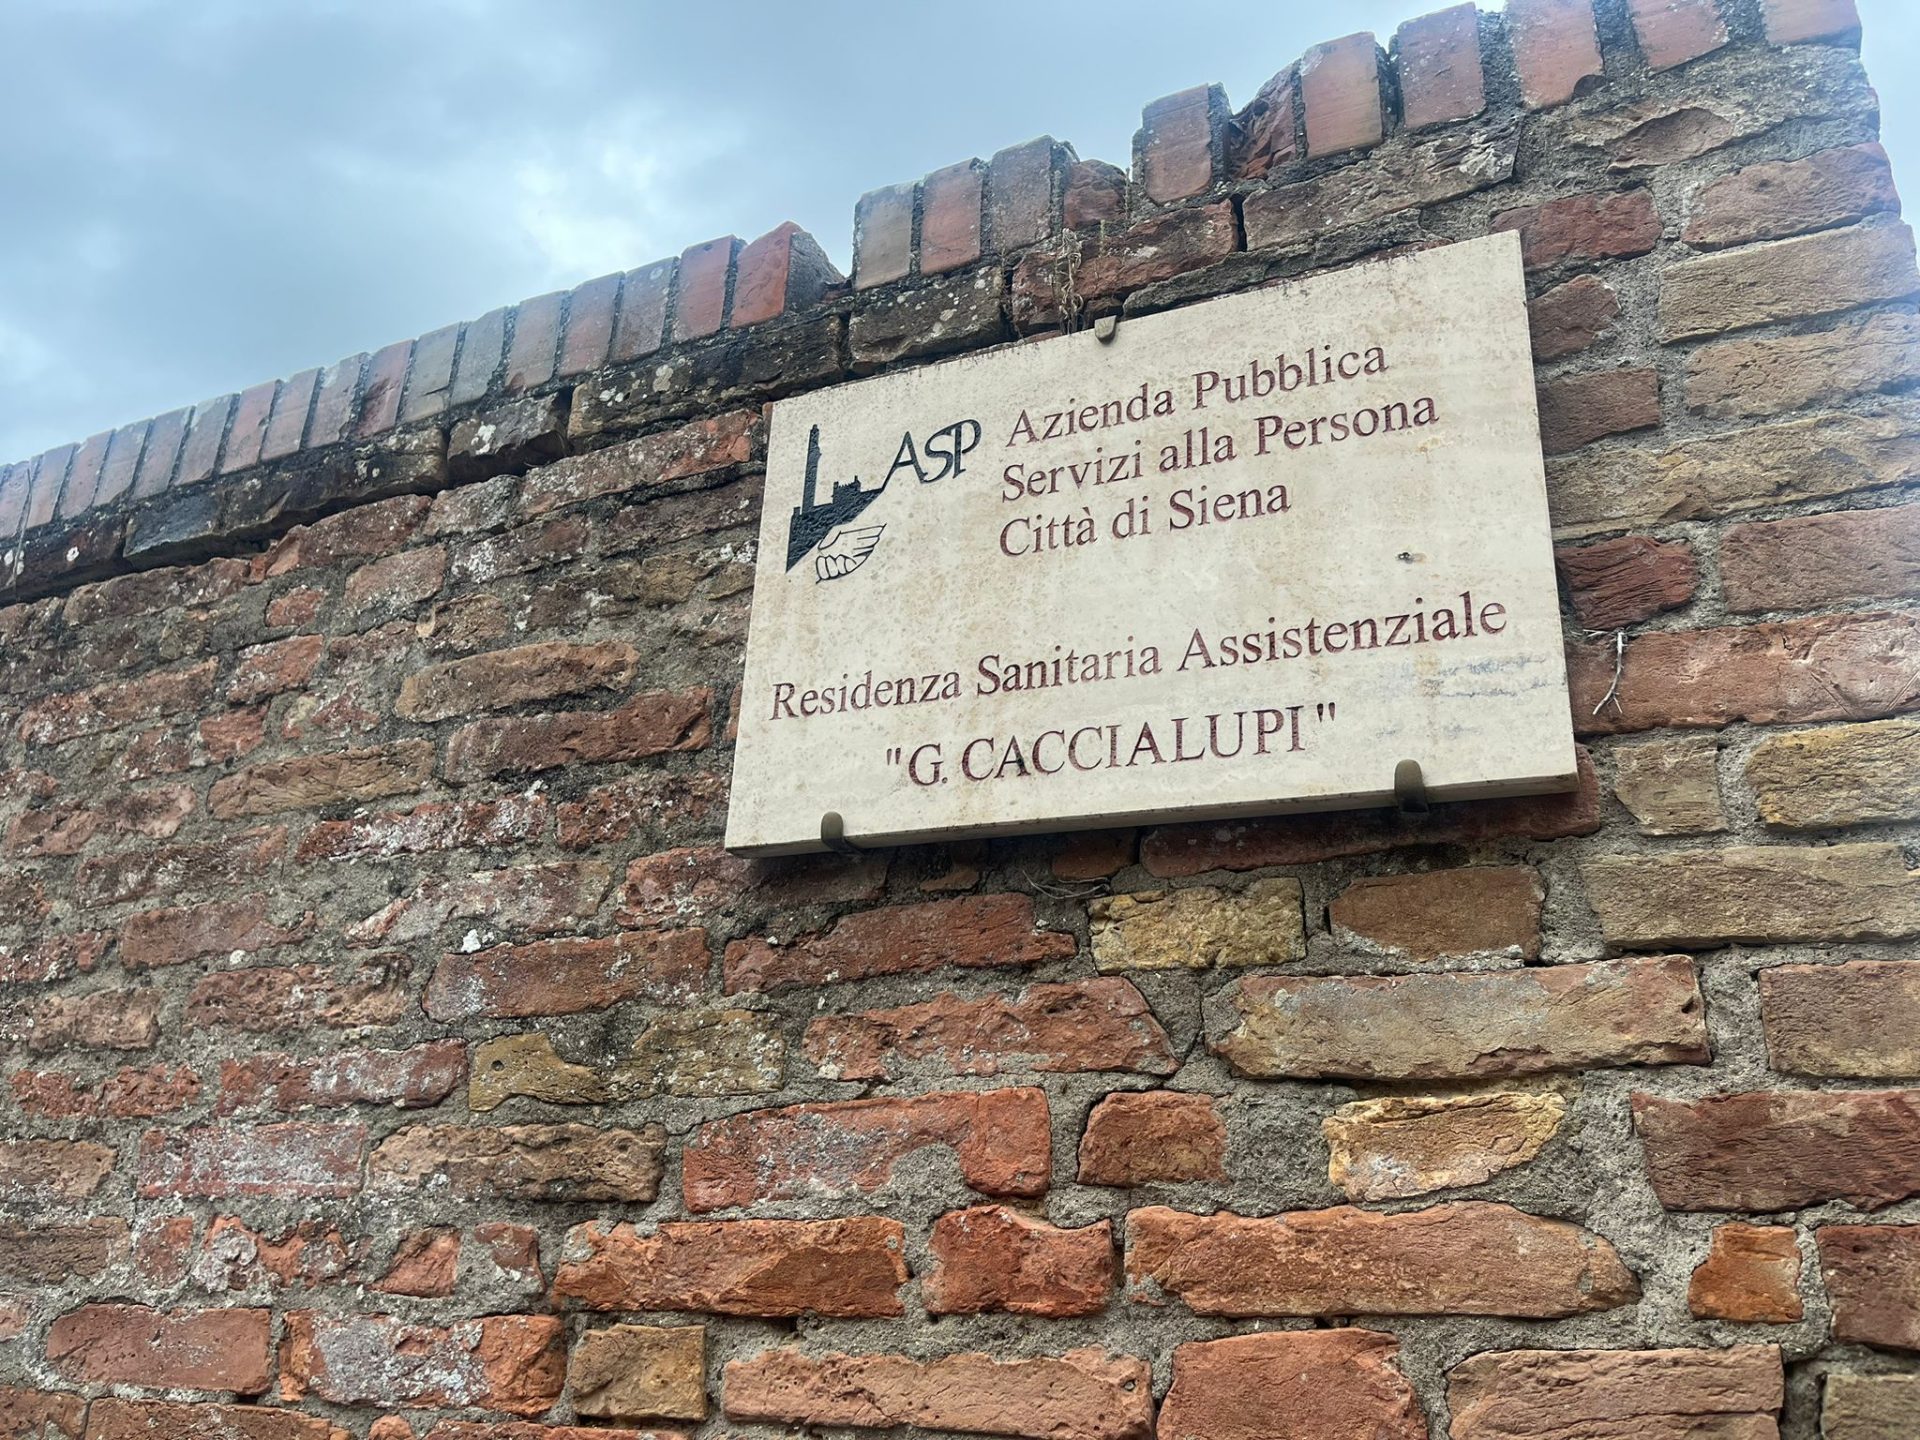 ASP
Azienda Pubblica
Servizi alla Persona
Città di Siena
Residenza Sanitaria Assistenziale
"G. CACCIALUPI"